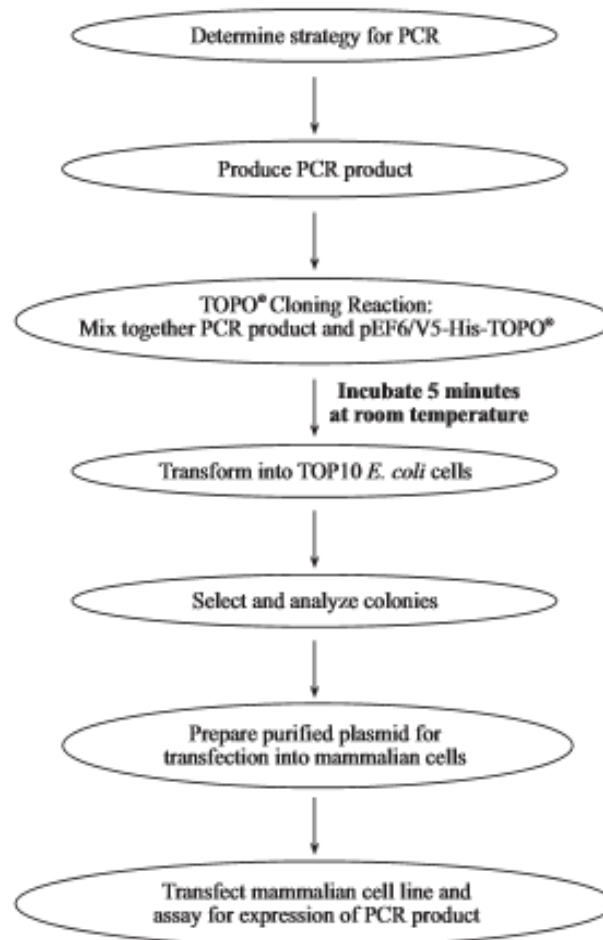 Determine strategy for PCR
Produce PCR product
TOPO® Cloning Reaction:
Mix together PCR product and pEF6/V5-His-TOPO®
Incubate 5 minutes
at room temperature
Transform into TOP10 E. coli cells
Select and analyze colonies
Prepare purified plasmid for
transfection into mammalian cells
Transfect mammalian cell line and
assay for expression of PCR product